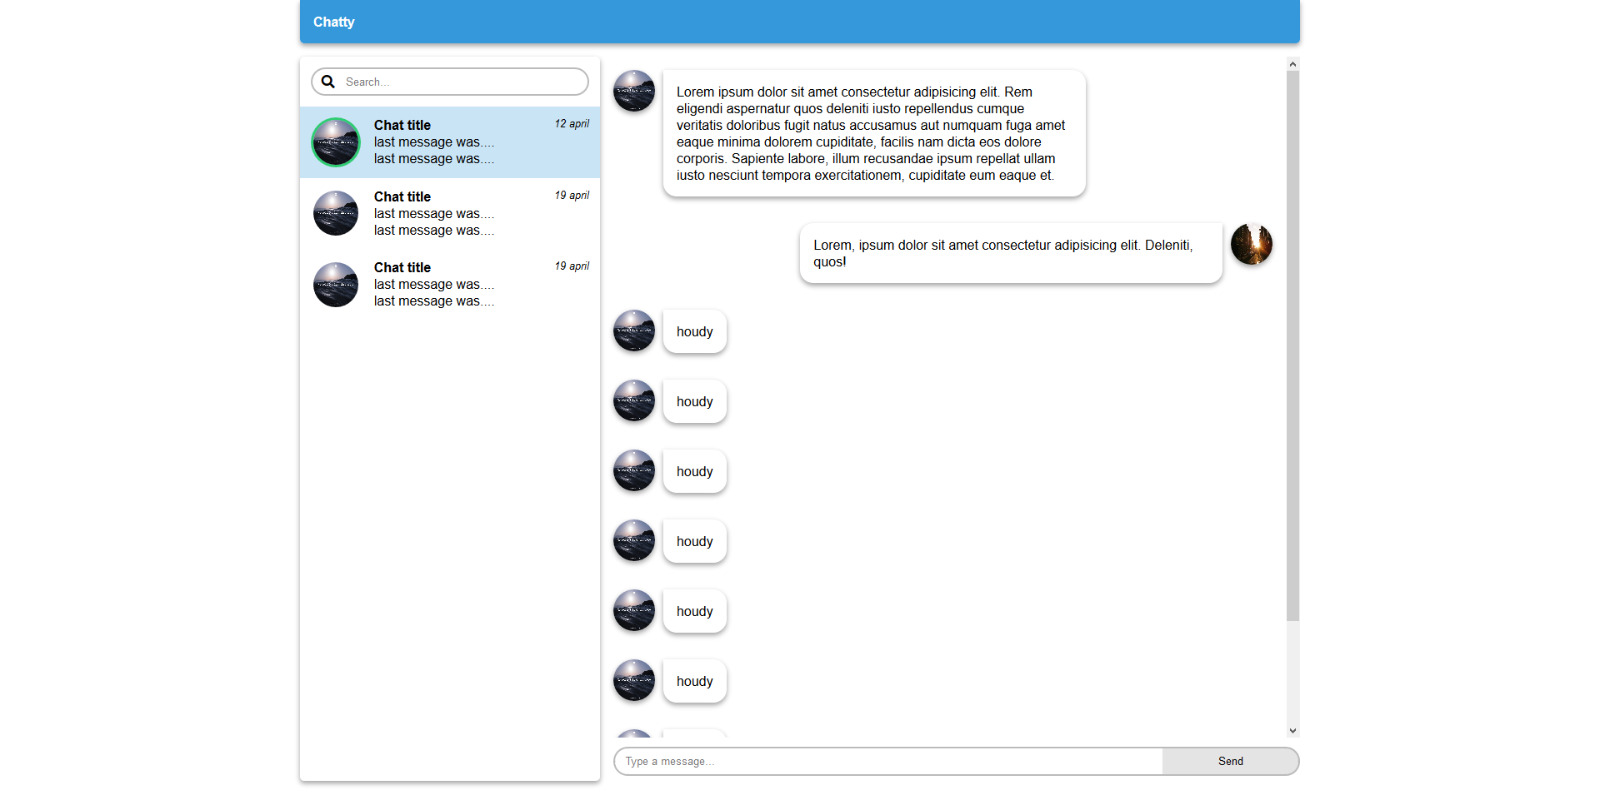 Chatty
Search...
Chat title
12 april
last message was....
last message was....
Chat title
19 april
last message was....
last message was....
Chat title
19 april
last message was....
last message was....
Lorem ipsum dolor sit amet consectetur adipisicing elit. Rem
eligendi aspernatur quos deleniti iusto repellendus cumque
veritatis doloribus fugit natus accusamus aut numquam fuga amet
eaque minima dolorem cupiditate, facilis nam dicta eos dolore
corporis. Sapiente labore, illum recusandae ipsum repellat ullam
iusto nesciunt tempora exercitationem, cupiditate eum eaque et.
Lorem, ipsum dolor sit amet consectetur adipisicing elit. Deleniti,
quos!
houdy
houdy
houdy
houdy
houdy
houdy
Type a message...
Send